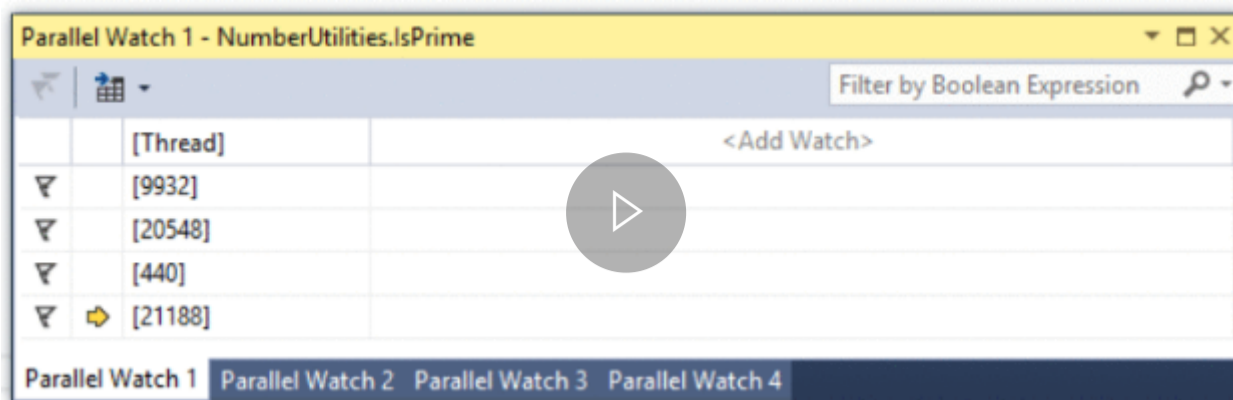 Parallel Watch 1 - NumberUtilities.IsPrime
Filter by Boolean Expression
[Thread] <Add Watch>
[9932]
[20548]
[440]
[21188]
Parallel Watch 1 Parallel Watch 2 Parallel Watch 3 Parallel Watch 4